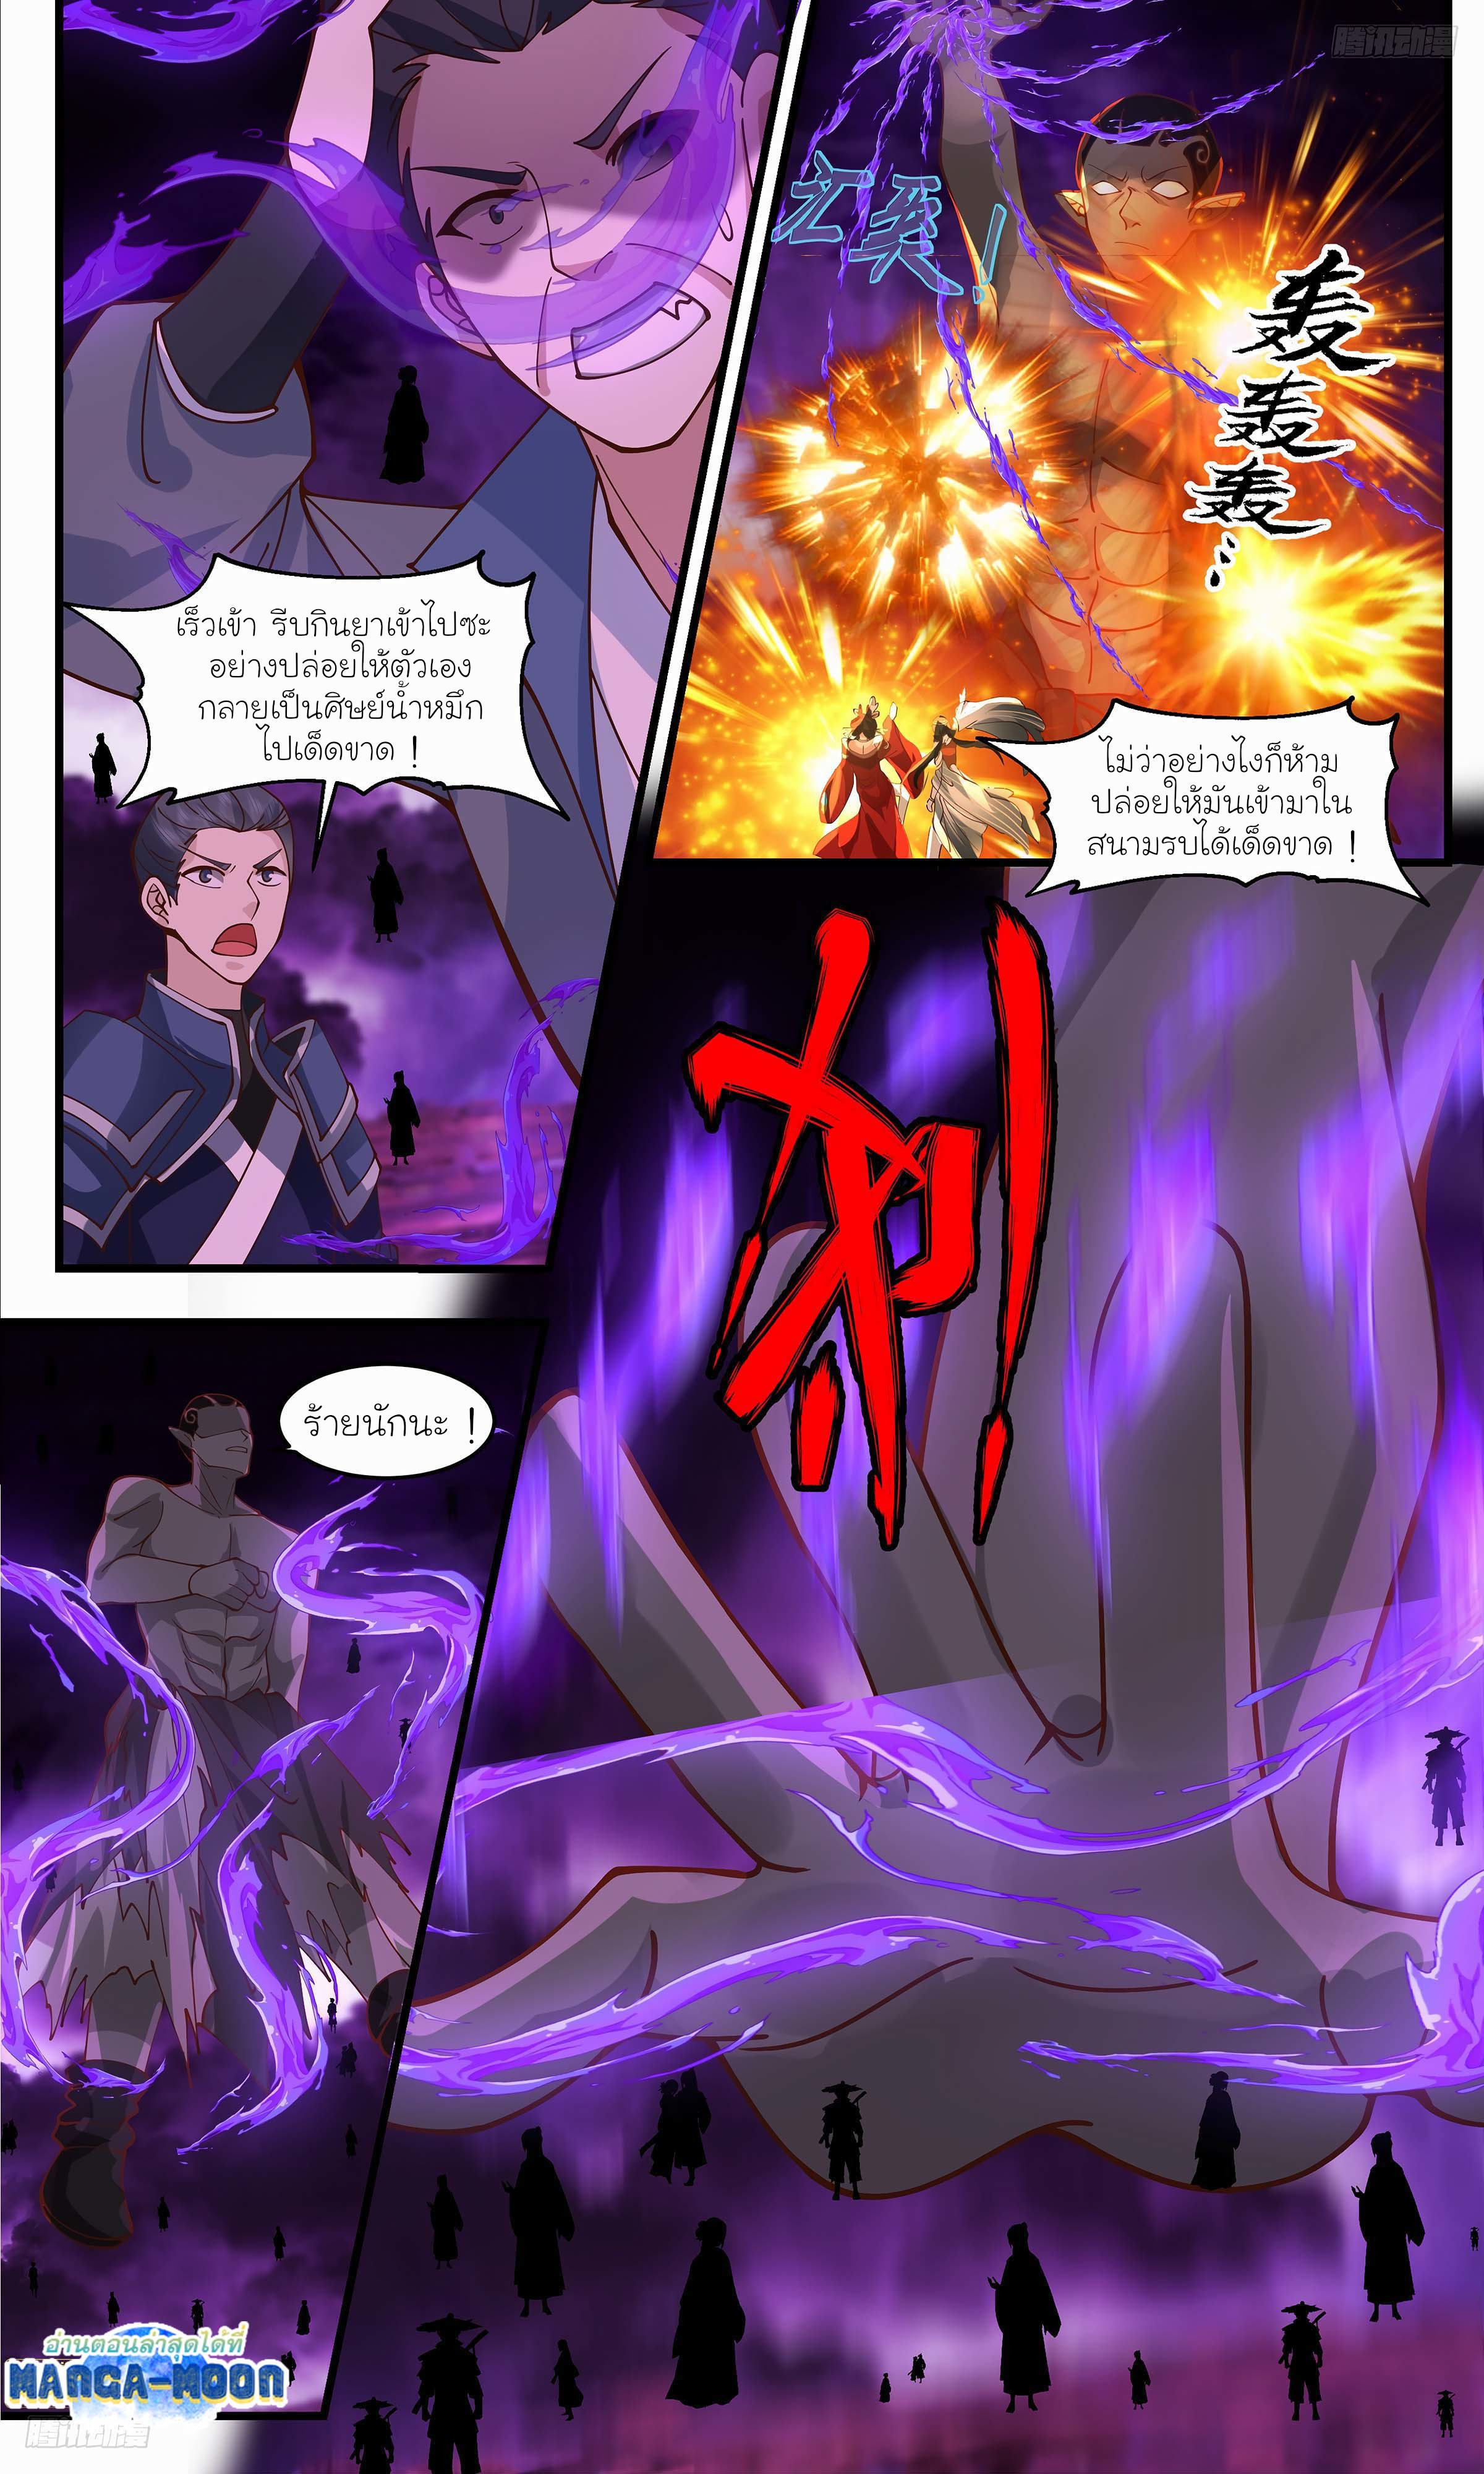 腾讯动漫
汇聚!
轰
轰
轰...
เร็วเข้า รีบกินยาเข้าไปซะ
อย่างปล่อยให้ตัวเอง
กลายเป็นศิษย์น้ำหมึก
ไปเด็ดขาด !
ไม่ว่าอย่างไงก็ห้าม
ปล่อยให้มันเข้ามาใน
สนามรบได้เด็ดขาด !
ร้ายนักนะ !
อ่านตอนล่าสุดได้ที่
MANGA-MOON
腾讯动漫